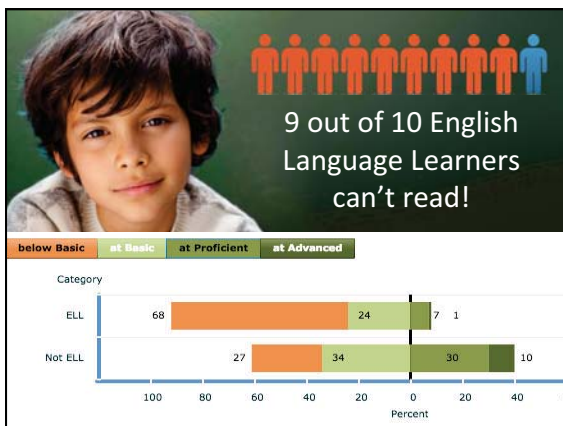 9 out of 10 English
Language Learners
can't read!
below Basic at Basic at Proficient at Advanced
Category
ELL 68 24 7 1
Not ELL 27 34 30 10
100 80 60 40 20 0 20 40
Percent